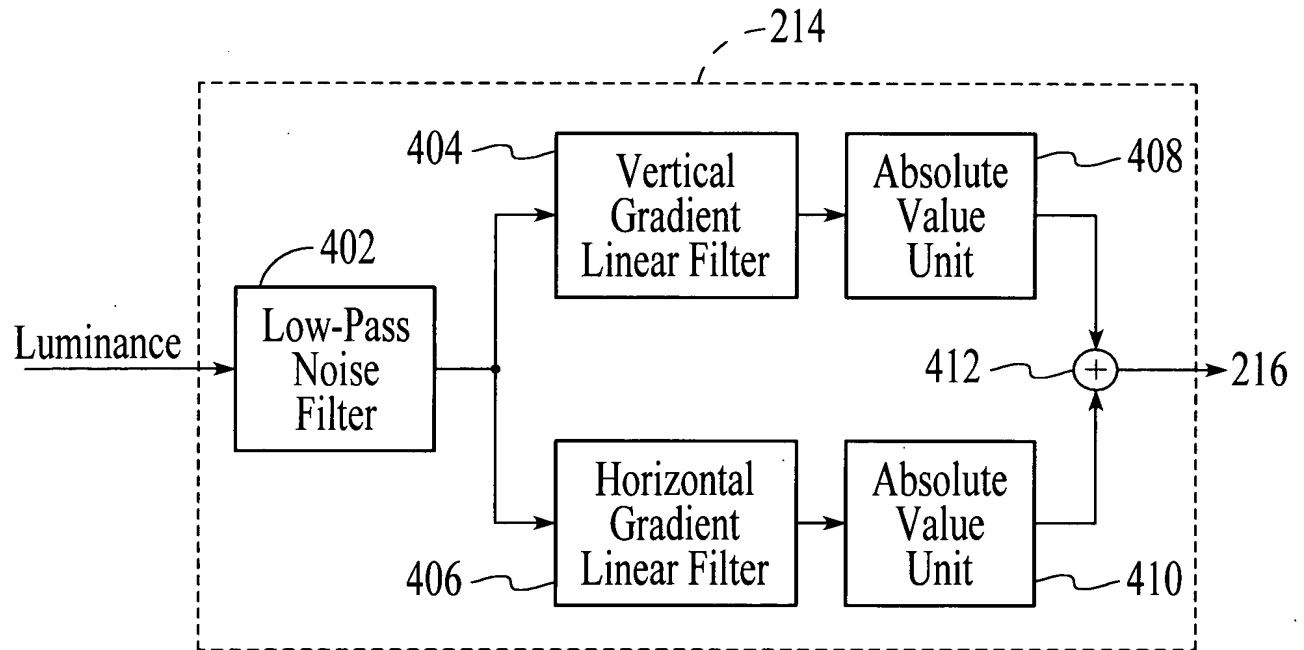 214
404
Vertical
Gradient
Linear Filter
Absolute
Value
Unit
408
402
Low-Pass
Noise
Filter
Luminance
412
+
216
Horizontal
Gradient
Linear Filter
406
Absolute
Value
Unit
410